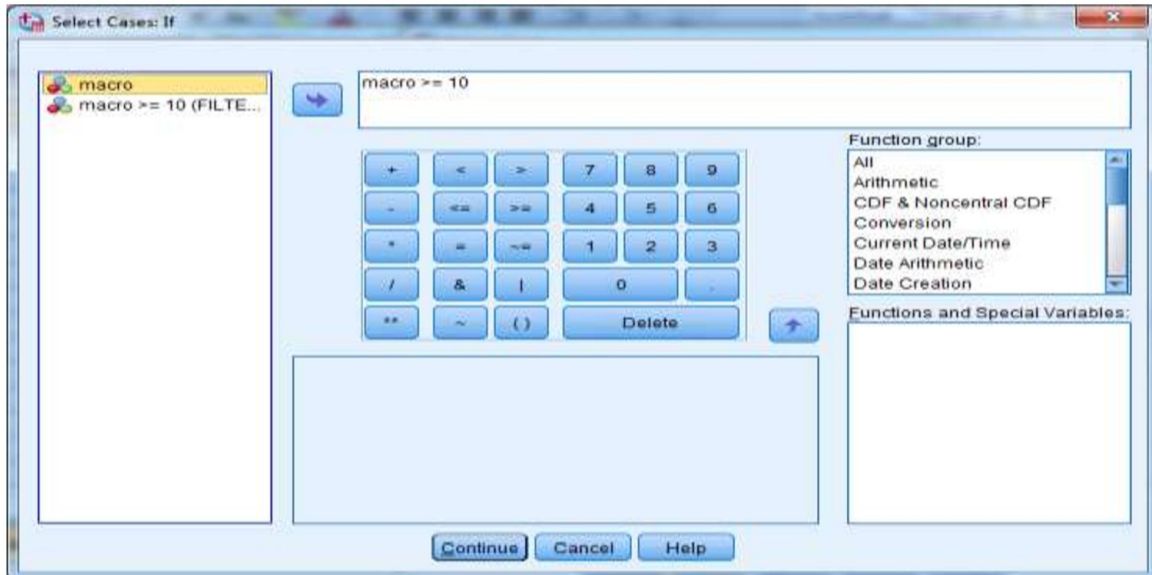 Select Cases: If
macro
macro >= 10 (FILTE...
macro >= 10
+ < > 7 8 9
- <= >= 4 5 6
* = ~= 1 2 3
/ & | 0 .
** ~ ( ) Delete
Function group:
All
Arithmetic
CDF & Noncentral CDF
Conversion
Current Date/Time
Date Arithmetic
Date Creation
Functions and Special Variables:
Continue Cancel Help